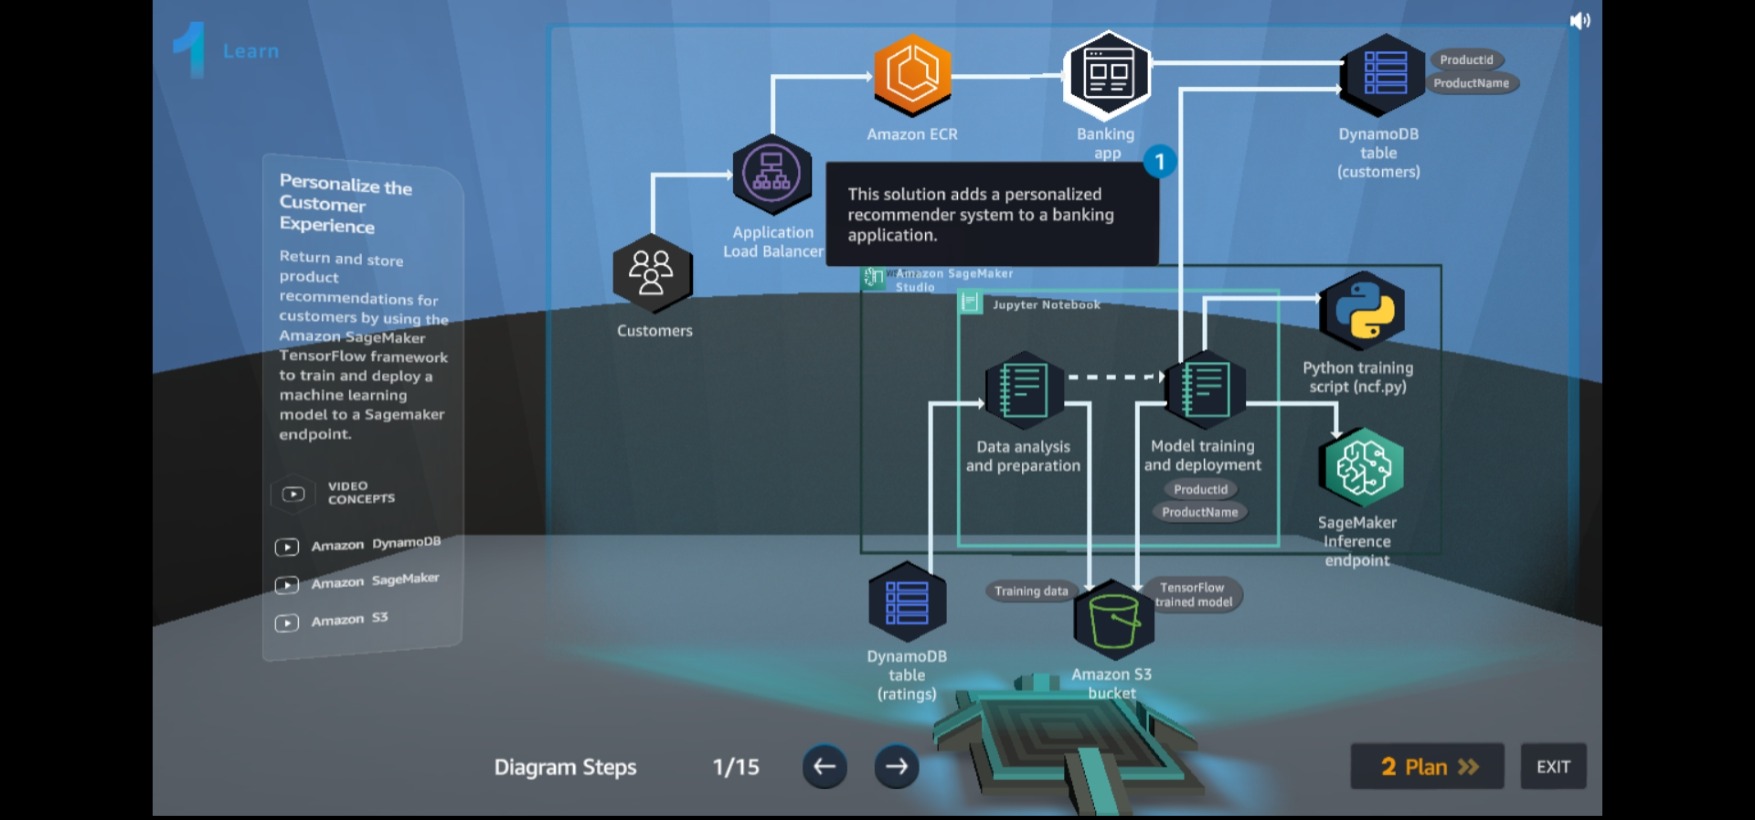 1 Learn
Personalize the
Customer
Experience
Return and store
product
recommendations for
customers by using the
Amazon SageMaker
TensorFlow framework
to train and deploy a
machine learning
model to a Sagemaker
endpoint.
VIDEO
CONCEPTS
Amazon DynamoDB
Amazon SageMaker
Amazon S3
Customers
Application
Load Balancer
Amazon ECR
Banking
app
DynamoDB
table
(customers)
ProductId
ProductName
1
This solution adds a personalized
recommender system to a banking
application.
Amazon SageMaker
Studio
Jupyter Notebook
Data analysis
and preparation
Model training
and deployment
ProductId
ProductName
Python training
script (ncf.py)
SageMaker
Inference
endpoint
DynamoDB
table
(ratings)
Training data
TensorFlow
trained model
Amazon S3
bucket
Diagram Steps 1/15
2 Plan
EXIT